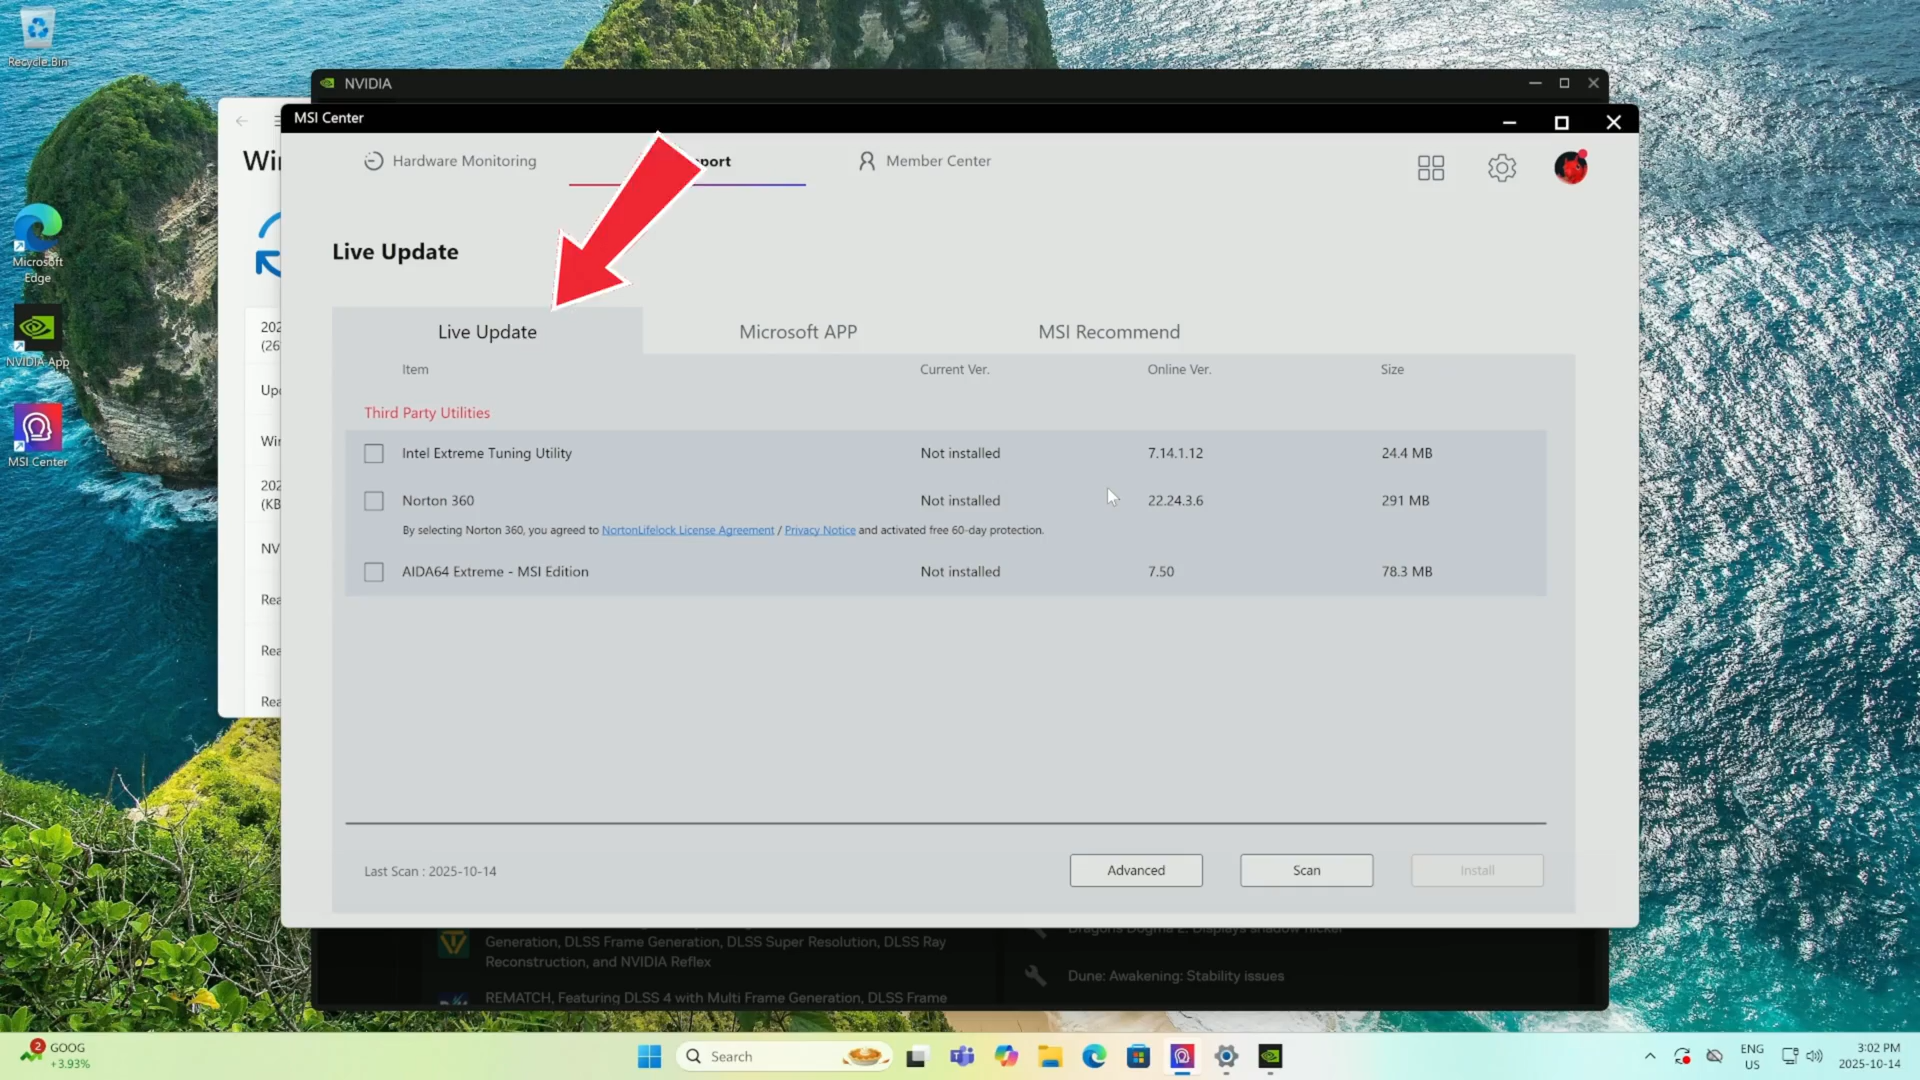 Recycle Bin
Microsoft
Edge
NVIDIA App
MSI Center
NVIDIA
MSI Center
Hardware Monitoring
Member Center
Live Update
Live Update
Microsoft APP
MSI Recommend
Item
Current Ver.
Online Ver.
Size
Third Party Utilities
Intel Extreme Tuning Utility
Not installed
7.14.1.12
24.4 MB
Norton 360
Not installed
22.24.3.6
291 MB
By selecting Norton 360, you agreed to NortonLifelock License Agreement / Privacy Notice and activated free 60-day protection.
AIDA64 Extreme - MSI Edition
Not installed
7.50
78.3 MB
Last Scan : 2025-10-14
Advanced
Scan
Install
Generation, DLSS Frame Generation, DLSS Super Resolution, DLSS Ray
Reconstruction, and NVIDIA Reflex
REMATCH, Featuring DLSS 4 with Multi Frame Generation, DLSS Frame
Dune: Awakening: Stability issues
2
GOOG
+3.93%
Search
ENG
US
3:02 PM
2025-10-14